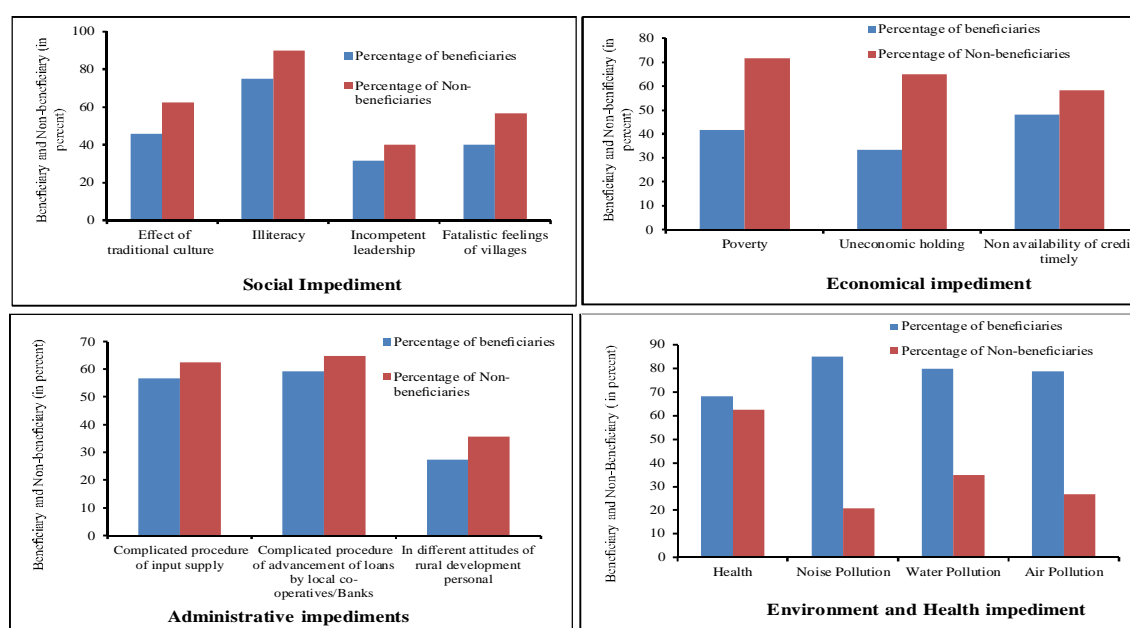 Beneficiary and Non-beneficiary (in
percent)
100
80
60
40
20
0
Percentage of beneficiaries
Percentage of Non-
beneficiaries
Effect of
traditional culture
Illiteracy
Incompetent
leadership
Fatalistic feelings
of villages
Social Impediment
Beneficiary and Non-benificiary (in
percent)
80
70
60
50
40
30
20
10
0
Percentage of beneficiaries
Percentage of Non-beneficiaries
Poverty
Uneconomic holding
Non availability of credi
timely
Economical impediment
Beneficiary and Non-Beneficiary (in percent)
70
60
50
40
30
20
10
0
Percentage of beneficiaries
Percentage of Non-
beneficiaries
Complicated procedure
of input supply
Complicated procedure
of advancement of loans
by local co-
operatives/Banks
In different attitudes of
rural development
personal
Administrative impediments
Beneficiary and Non-Beneficiary ( in percent)
90
80
70
60
50
40
30
20
10
0
Percentage of beneficiaries
Percentage of Non-beneficiaries
Health
Noise Pollution
Water Pollution
Air Pollution
Environment and Health impediment